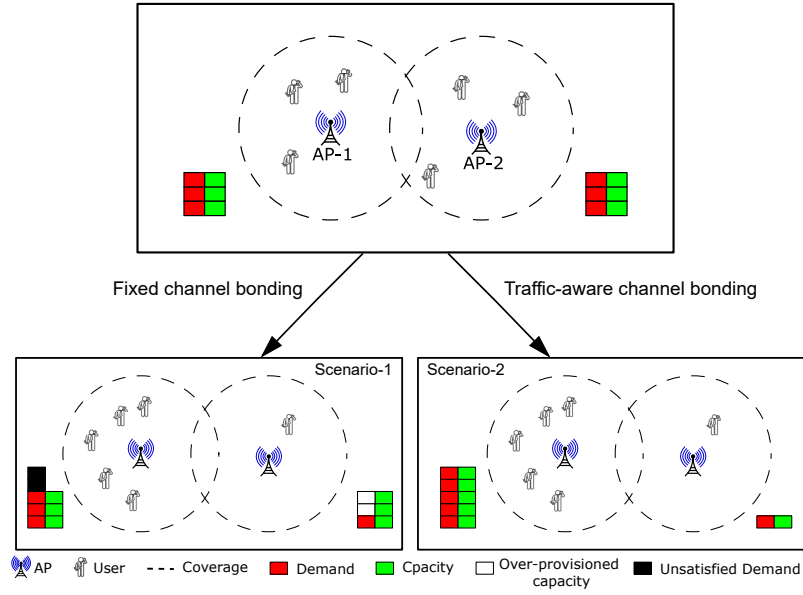 AP-1
AP-2
Fixed channel bonding
Traffic-aware channel bonding
Scenario-1
Scenario-2
AP User Coverage Demand Cpacity Over-provisioned capacity Unsatisfied Demand